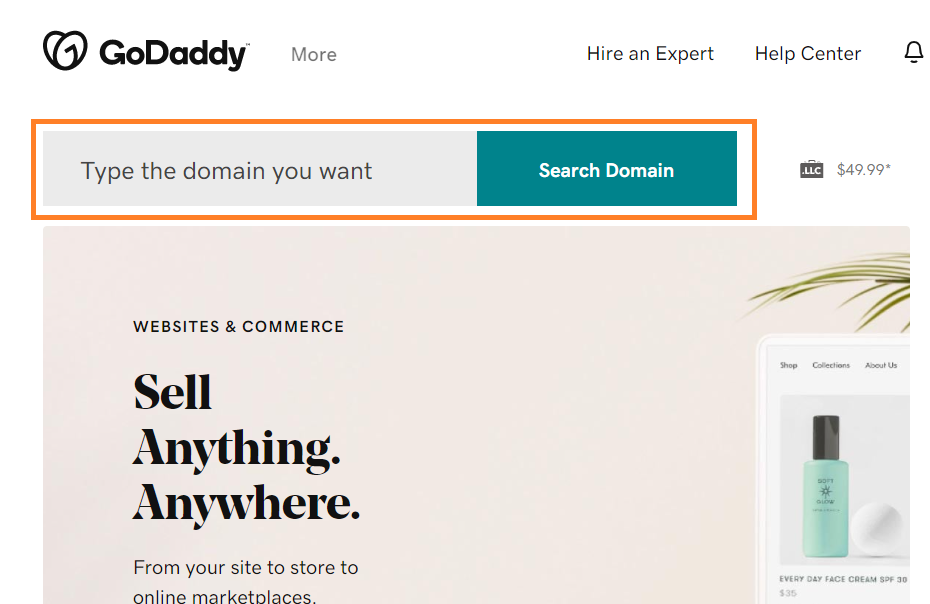 GoDaddy™ More Hire an Expert Help Center
Type the domain you want Search Domain .LLC $49.99*
WEBSITES & COMMERCE
Sell
Anything.
Anywhere.
From your site to store to
online marketplaces.
Shop Collections About Us
GOTT
GLOW
EVERY DAY FACE CREAM SPF 30
$35